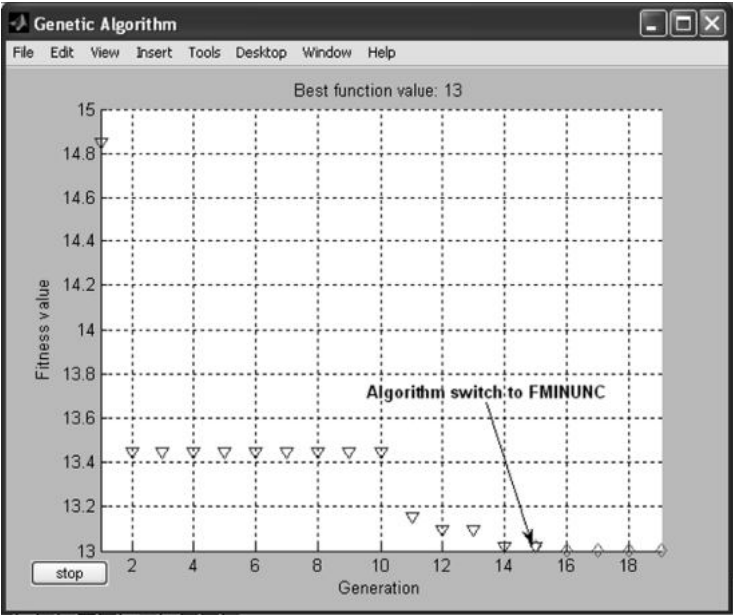 Genetic Algorithm
File Edit View Insert Tools Desktop Window Help
Best function value: 13
15
14.8
14.6
14.4
14.2
14
13.8
13.6
13.4
13.2
13
Fitness value
Algorithm switch to FMINUNC
2 4 6 8 10 12 14 16 18
Generation
stop